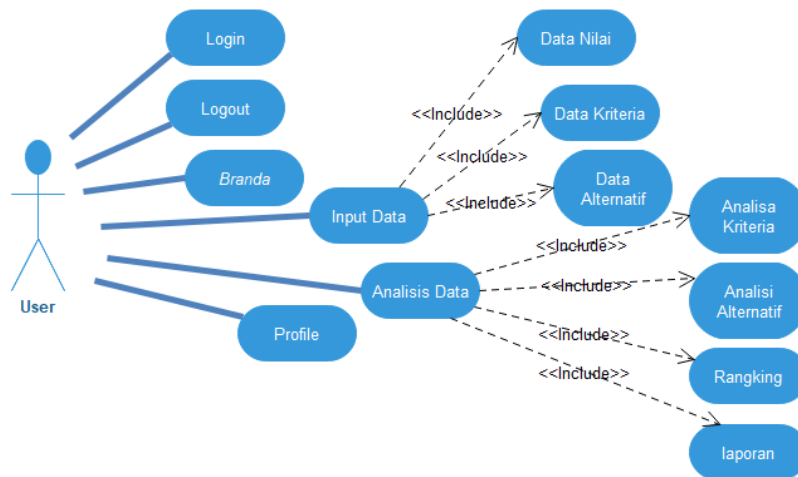 Login
Logout
Branda
Input Data
Analisis Data
Profile
User
<<Include>>
<<Include>>
<<Include>>
Data Nilai
Data Kriteria
Data
Alternatif
<<Include>>
<<Include>>
<<Include>>
<<Include>>
Analisa
Kriteria
Analisi
Alternatif
Rangking
laporan